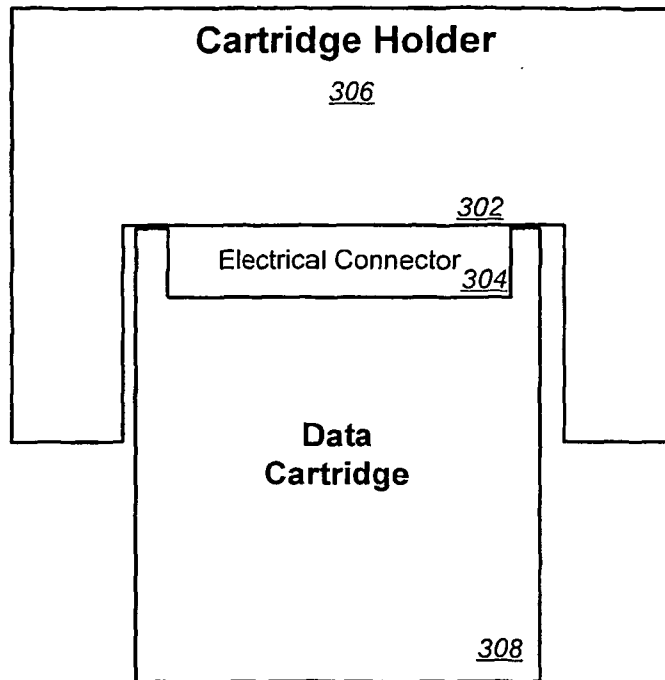 Cartridge Holder
306
302
Electrical Connector
304
Data
Cartridge
308